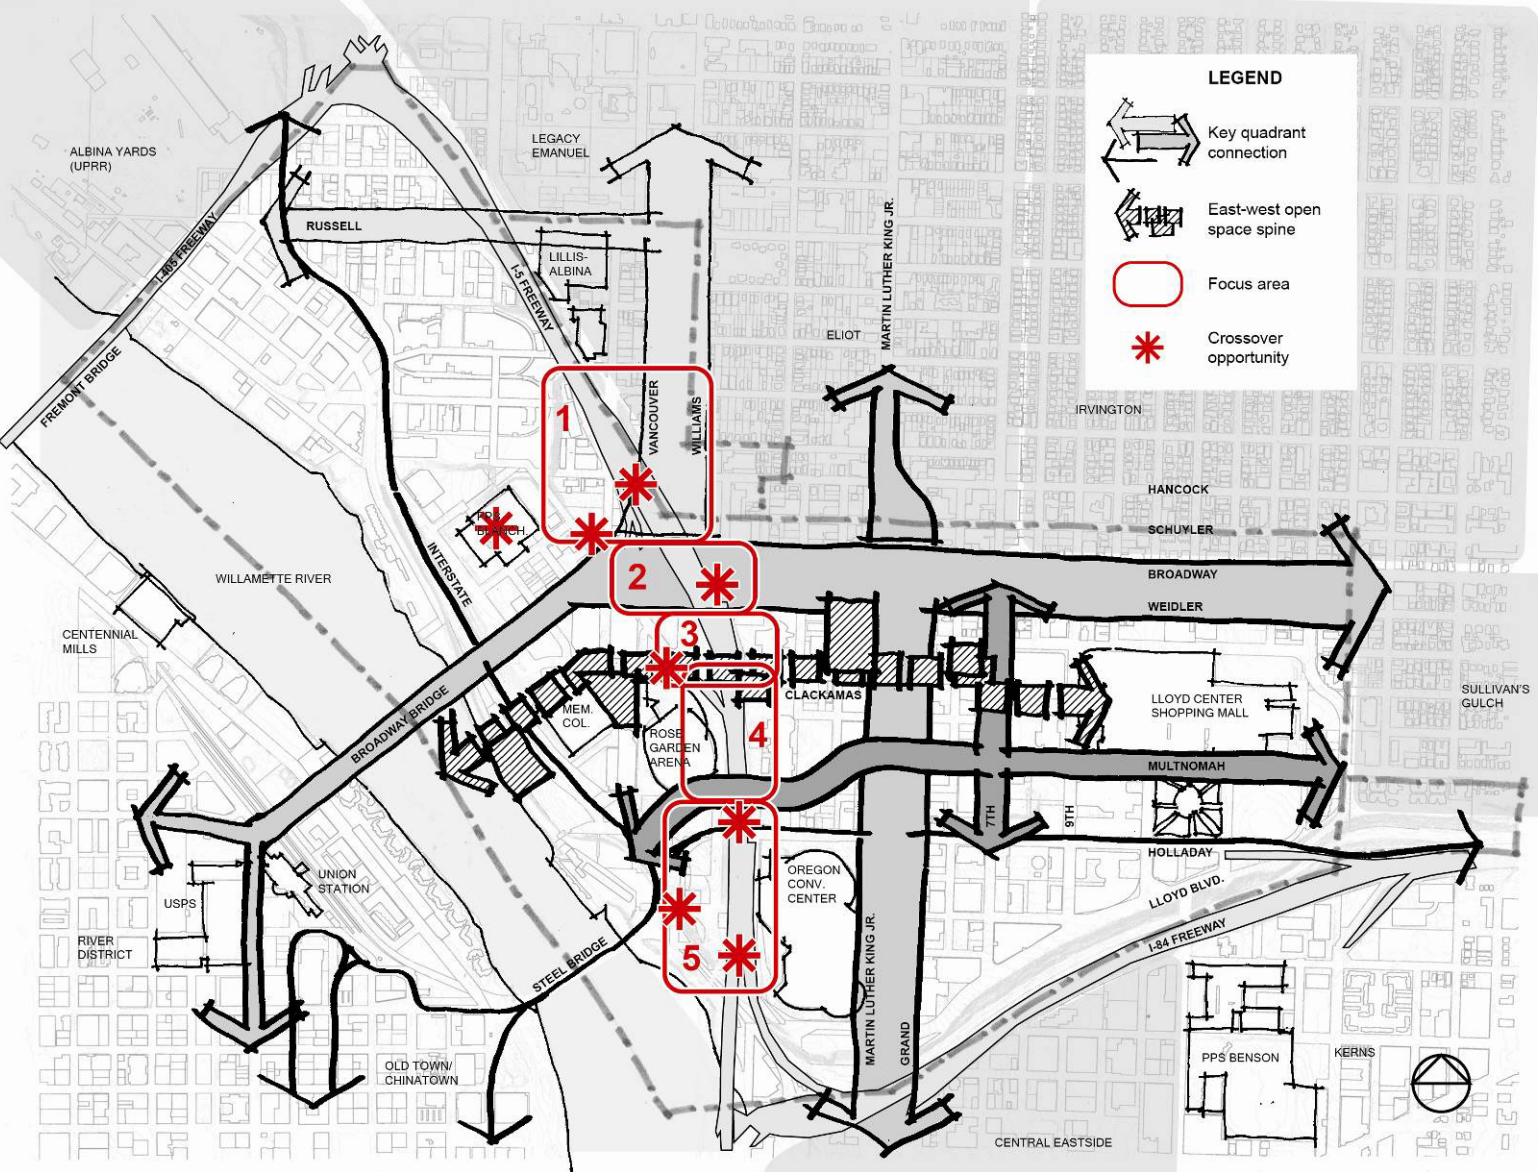 LEGEND
Key quadrant
connection
East-west open
space spine
Focus area
Crossover
opportunity
ALBINA YARDS
(UPRR)
LEGACY
EMANUEL
RUSSELL
I-405 FREEWAY
I-5 FREEWAY
LILLIS-
ALBINA
MARTIN LUTHER KING JR.
ELIOT
FREMONT BRIDGE
1
VANCOUVER
WILLIAMS
IRVINGTON
HANCOCK
SCHUYLER
PPS
BLANCH.
INTERSTATE
WILLAMETTE RIVER
2
BROADWAY
WEIDLER
CENTENNIAL
MILLS
3
CLACKAMAS
LLOYD CENTER
SHOPPING MALL
SULLIVAN'S
GULCH
BROADWAY BRIDGE
MEM.
COL.
ROSE
GARDEN
ARENA
4
MULTNOMAH
7TH
9TH
HOLLADAY
UNION
STATION
USPS
OREGON
CONV.
CENTER
LLOYD BLVD.
I-84 FREEWAY
RIVER
DISTRICT
STEEL BRIDGE
5
MARTIN LUTHER KING JR.
GRAND
OLD TOWN/
CHINATOWN
PPS BENSON
KERNS
CENTRAL EASTSIDE